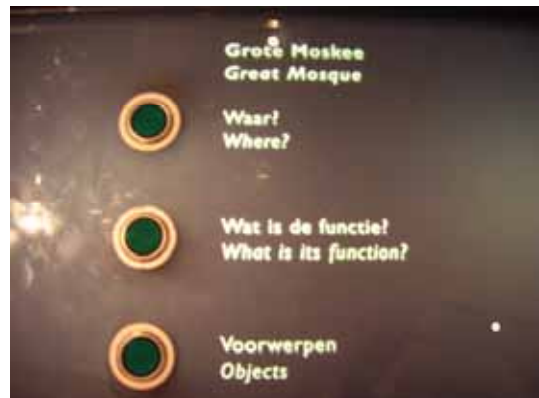 Grote Moskee
Great Mosque
Waar?
Where?
Wat is de functie?
What is its function?
Voorwerpen
Objects